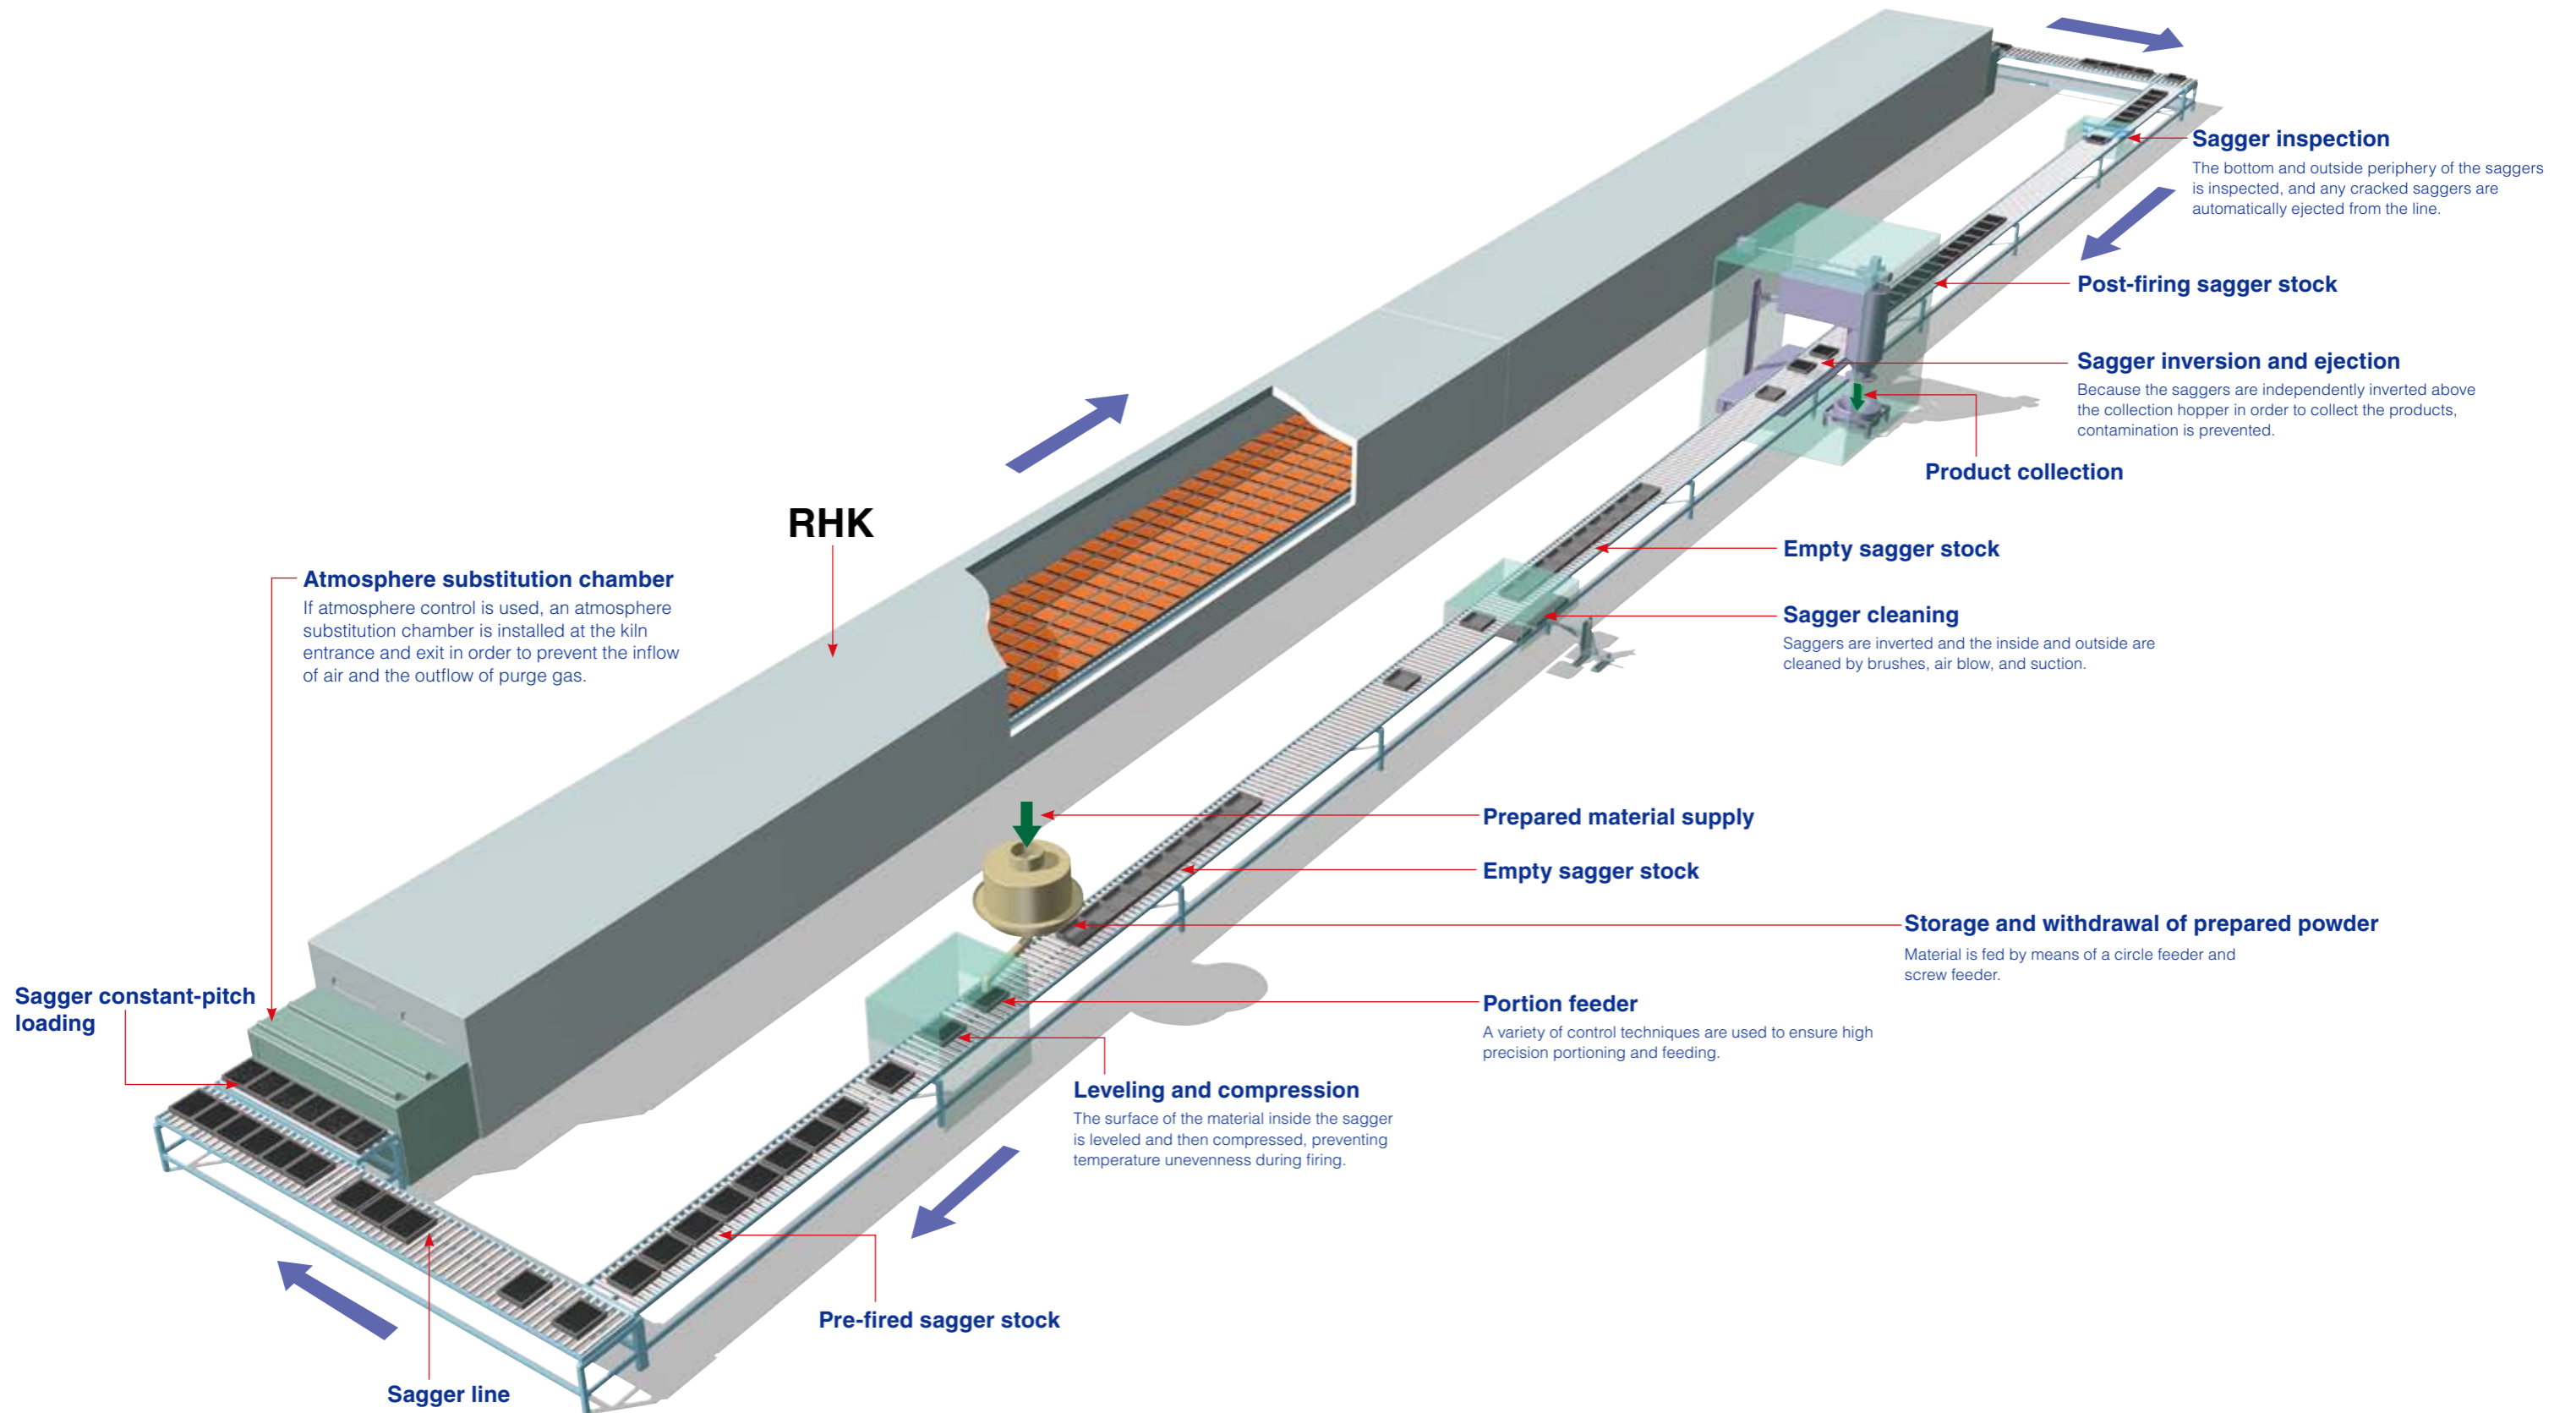 Sagger inspection
The bottom and outside periphery of the saggers
is inspected, and any cracked saggers are
automatically ejected from the line.
Post-firing sagger stock
Sagger inversion and ejection
Because the saggers are independently inverted above
the collection hopper in order to collect the products,
contamination is prevented.
Product collection
RHK
Empty sagger stock
Atmosphere substitution chamber
If atmosphere control is used, an atmosphere
substitution chamber is installed at the kiln
entrance and exit in order to prevent the inflow
of air and the outflow of purge gas.
Sagger cleaning
Saggers are inverted and the inside and outside are
cleaned by brushes, air blow, and suction.
Prepared material supply
Empty sagger stock
Storage and withdrawal of prepared powder
Material is fed by means of a circle feeder and
screw feeder.
Sagger constant-pitch
loading
Portion feeder
A variety of control techniques are used to ensure high
precision portioning and feeding.
Leveling and compression
The surface of the material inside the sagger
is leveled and then compressed, preventing
temperature unevenness during firing.
Pre-fired sagger stock
Sagger line